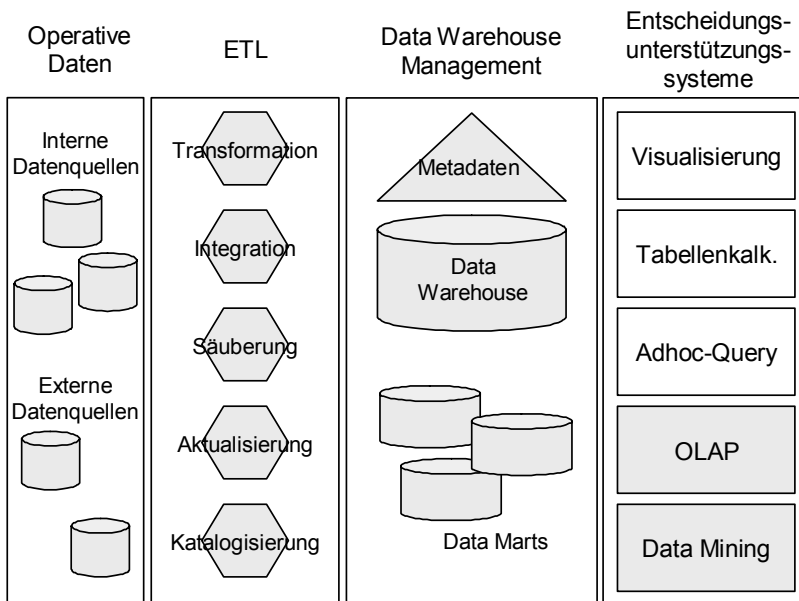 Operative
Daten
ETL
Data Warehouse
Management
Entscheidungs-
unterstützungs-
systeme
Interne
Datenquellen
Externe
Datenquellen
Transformation
Integration
Säuberung
Aktualisierung
Katalogisierung
Metadaten
Data
Warehouse
Data Marts
Visualisierung
Tabellenkalk.
Adhoc-Query
OLAP
Data Mining